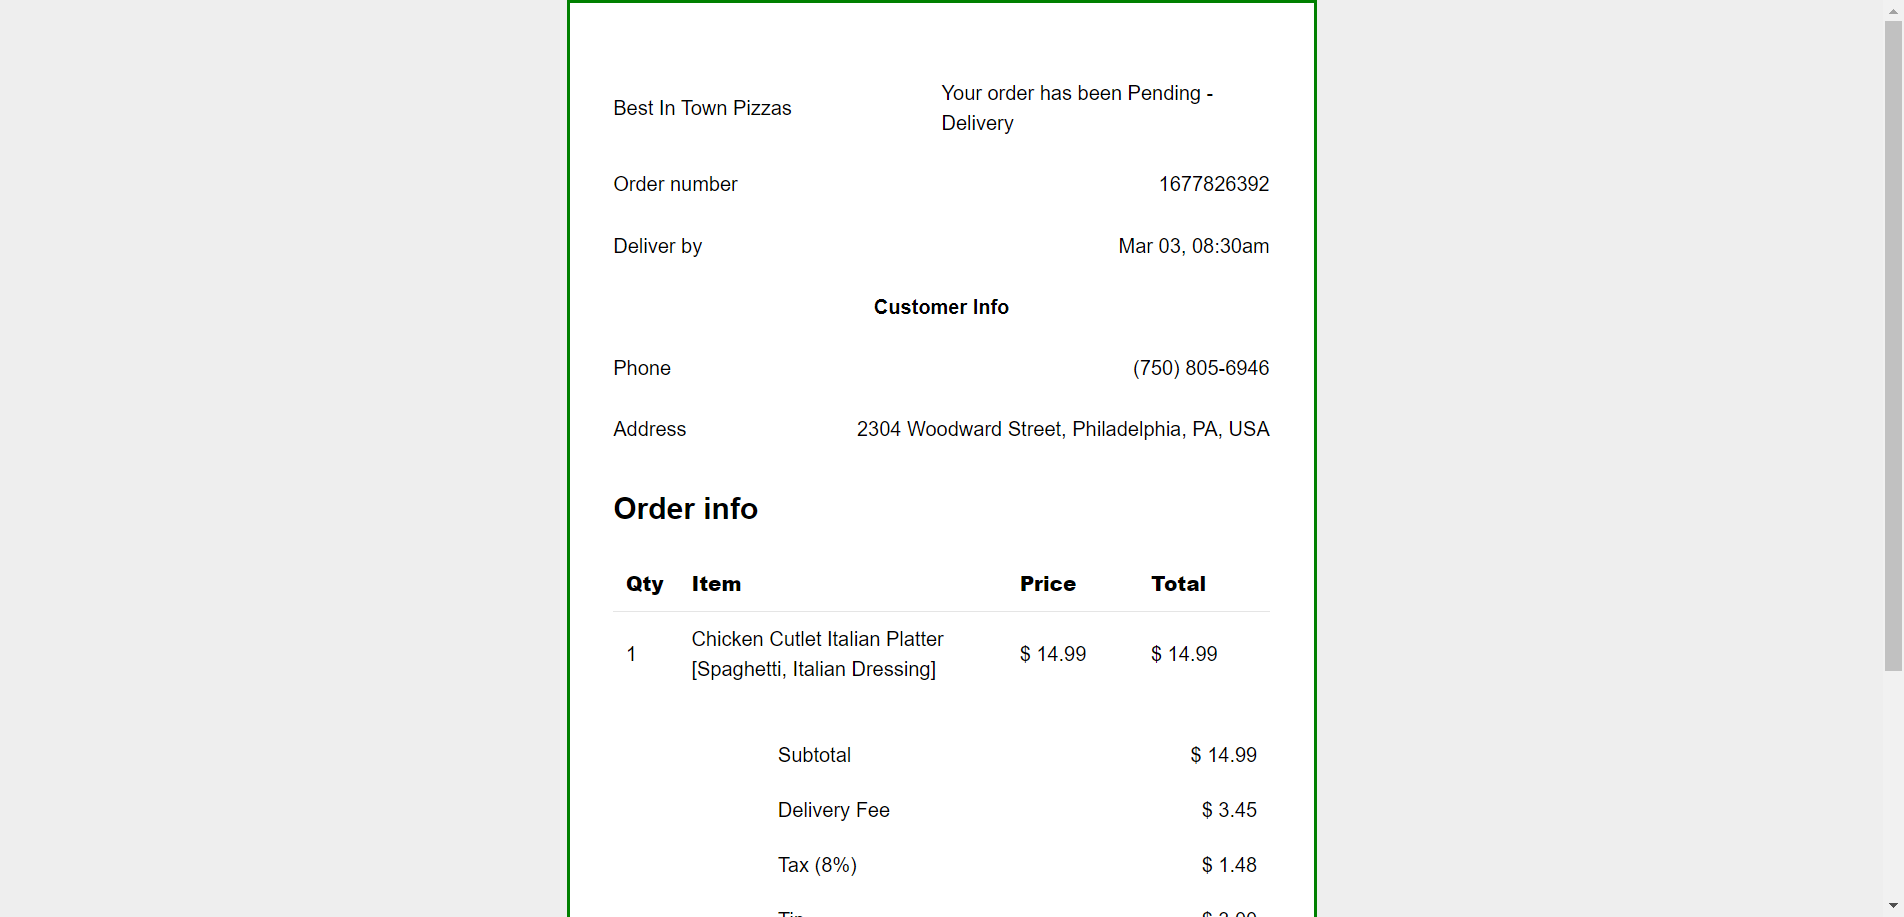 Best In Town Pizzas
Your order has been Pending -
Delivery
Order number 1677826392
Deliver by Mar 03, 08:30am
Customer Info
Phone (750) 805-6946
Address 2304 Woodward Street, Philadelphia, PA, USA
Order info
Qty Item Price Total
1 Chicken Cutlet Italian Platter $ 14.99 $ 14.99
[Spaghetti, Italian Dressing]
Subtotal $ 14.99
Delivery Fee $ 3.45
Tax (8%) $ 1.48